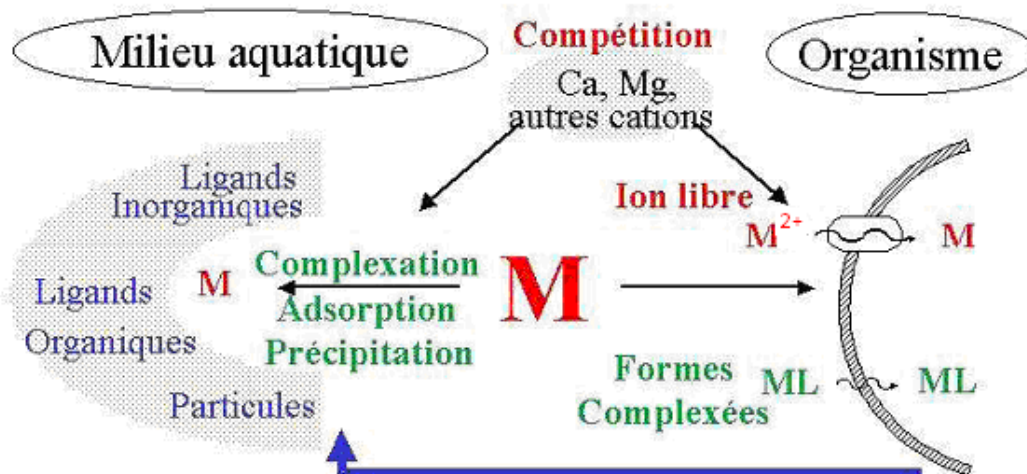 Milieu aquatique
Compétition
Ca, Mg,
autres cations
Organisme
Ligands
Inorganiques
Ion libre
M²⁺
M
Ligands
Organiques
Particules
M
Complexation
Adsorption
Précipitation
M
Formes
Complexées
ML
ML